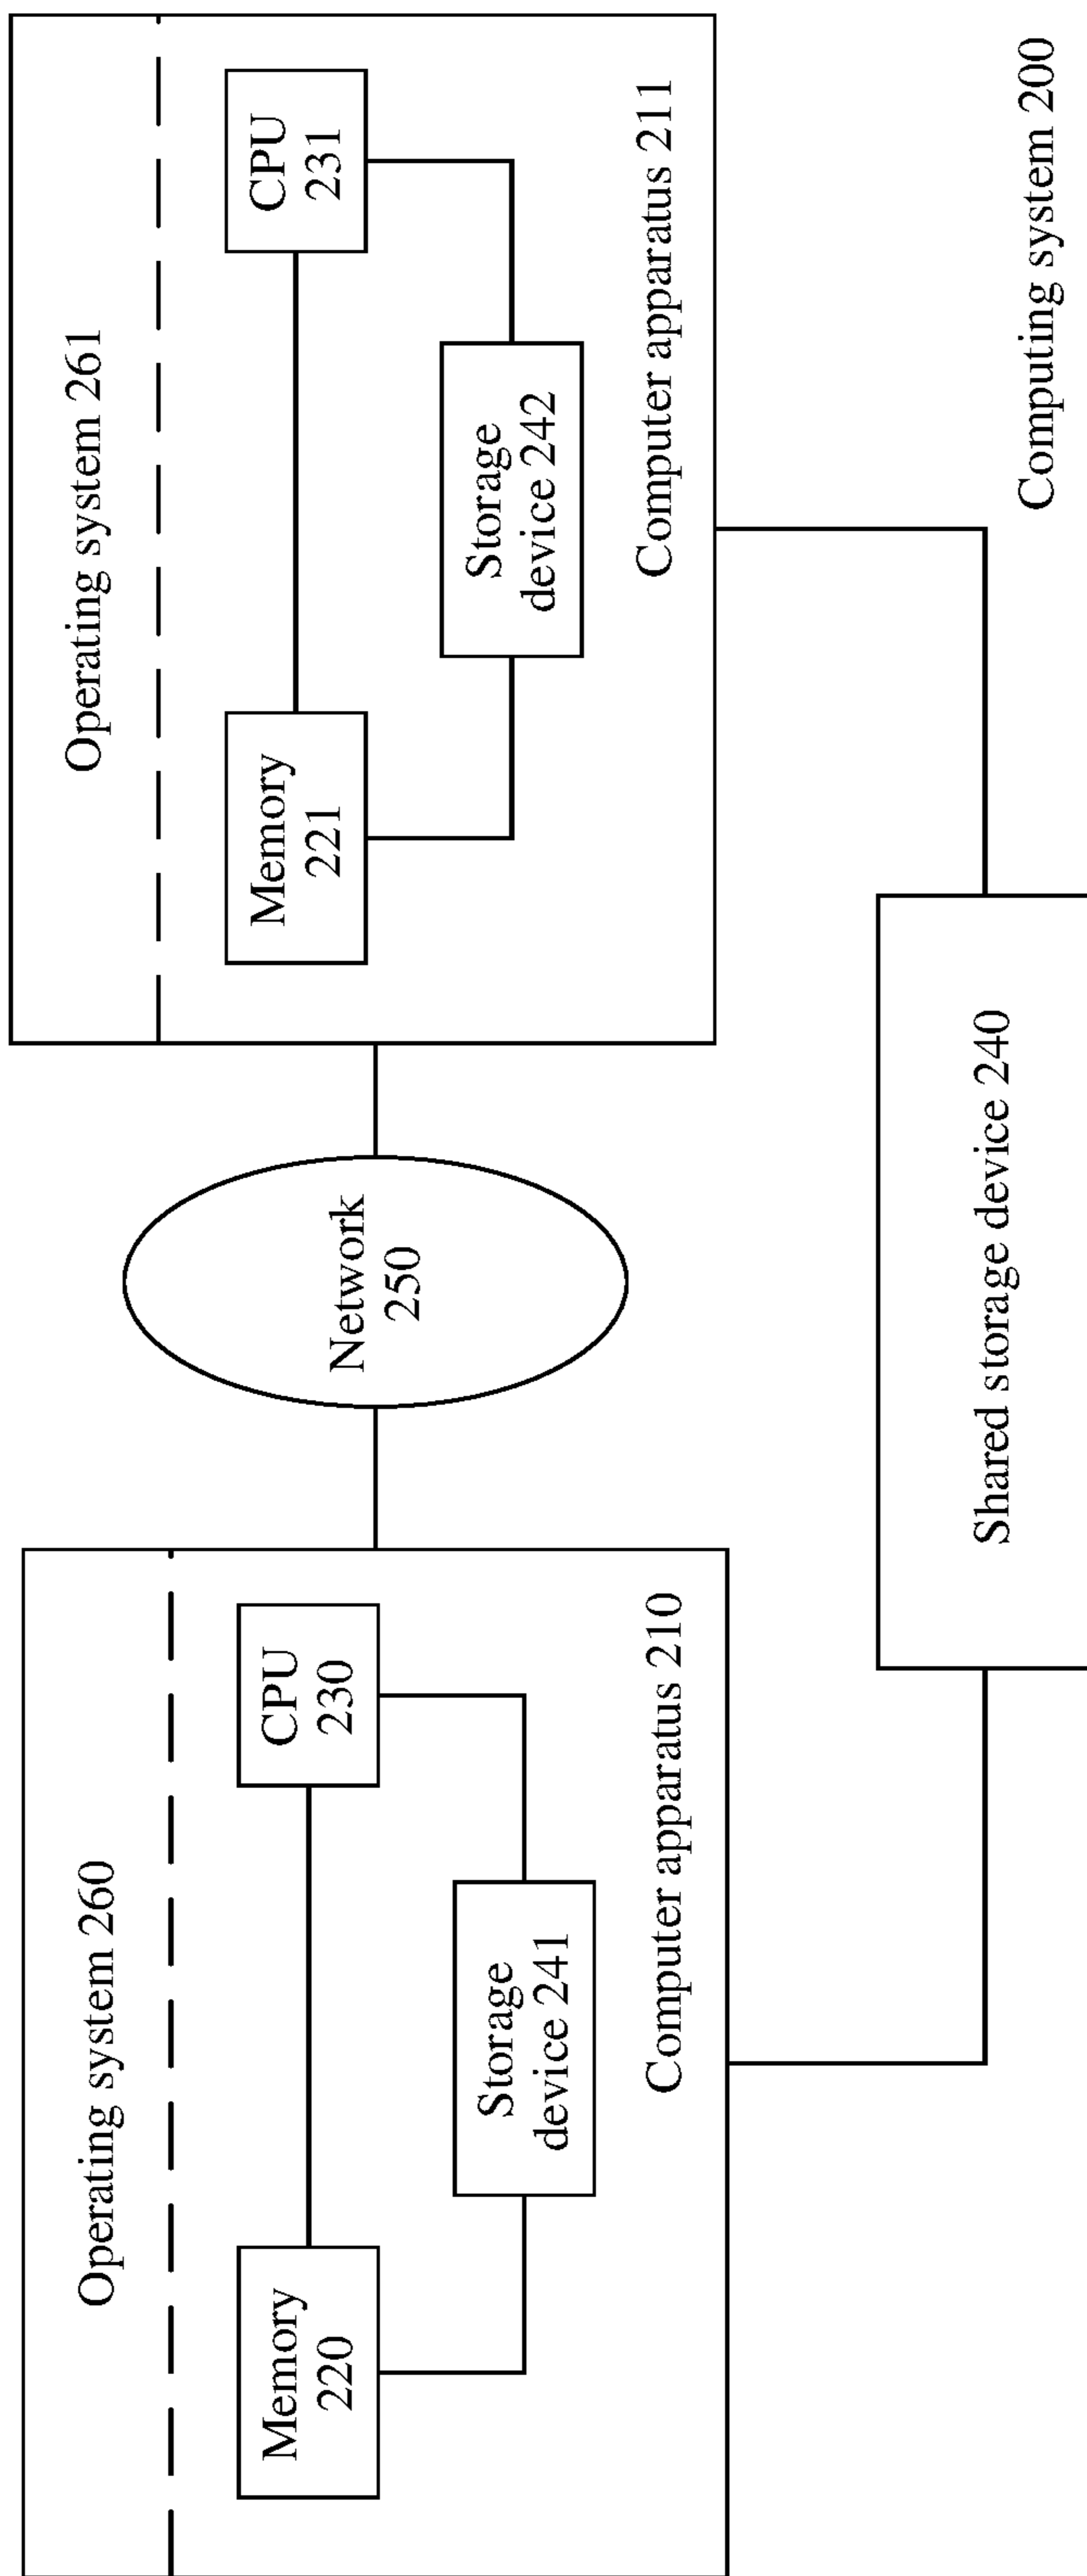 Operating system 260
Memory
220
CPU
230
Storage
device 241
Computer apparatus 210
Network
250
Operating system 261
Memory
221
CPU
231
Storage
device 242
Computer apparatus 211
Shared storage device 240
Computing system 200